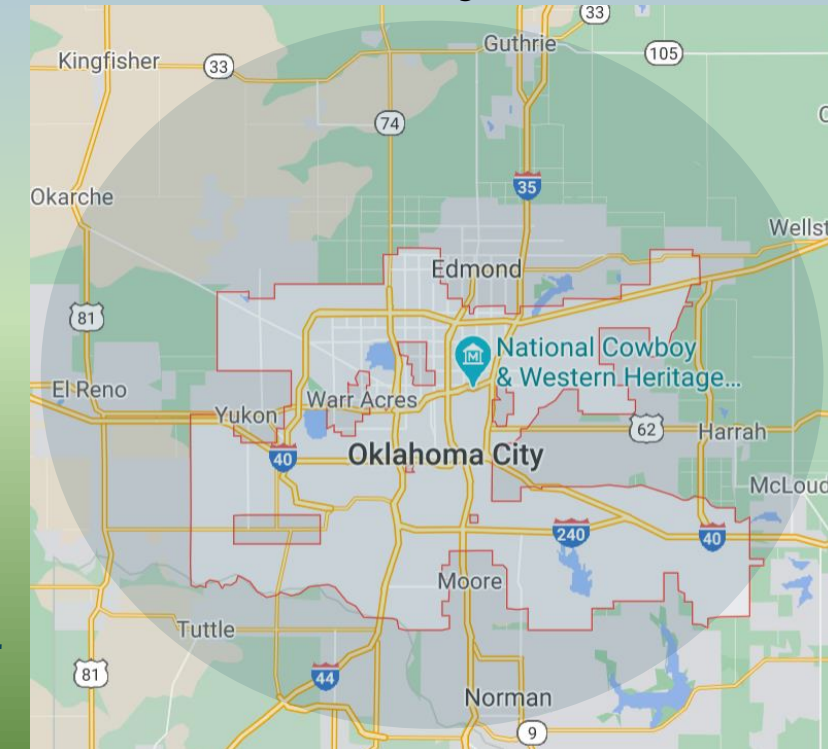 33
Guthrie
Kingfisher
33
105
74
35
Okarche
Wellst
Edmond
81
National Cowboy
& Western Heritage...
El Reno
Warr Acres
Yukon
62
Harrah
Oklahoma City
40
McLoud
240
40
Moore
Tuttle
81
44
Norman
9